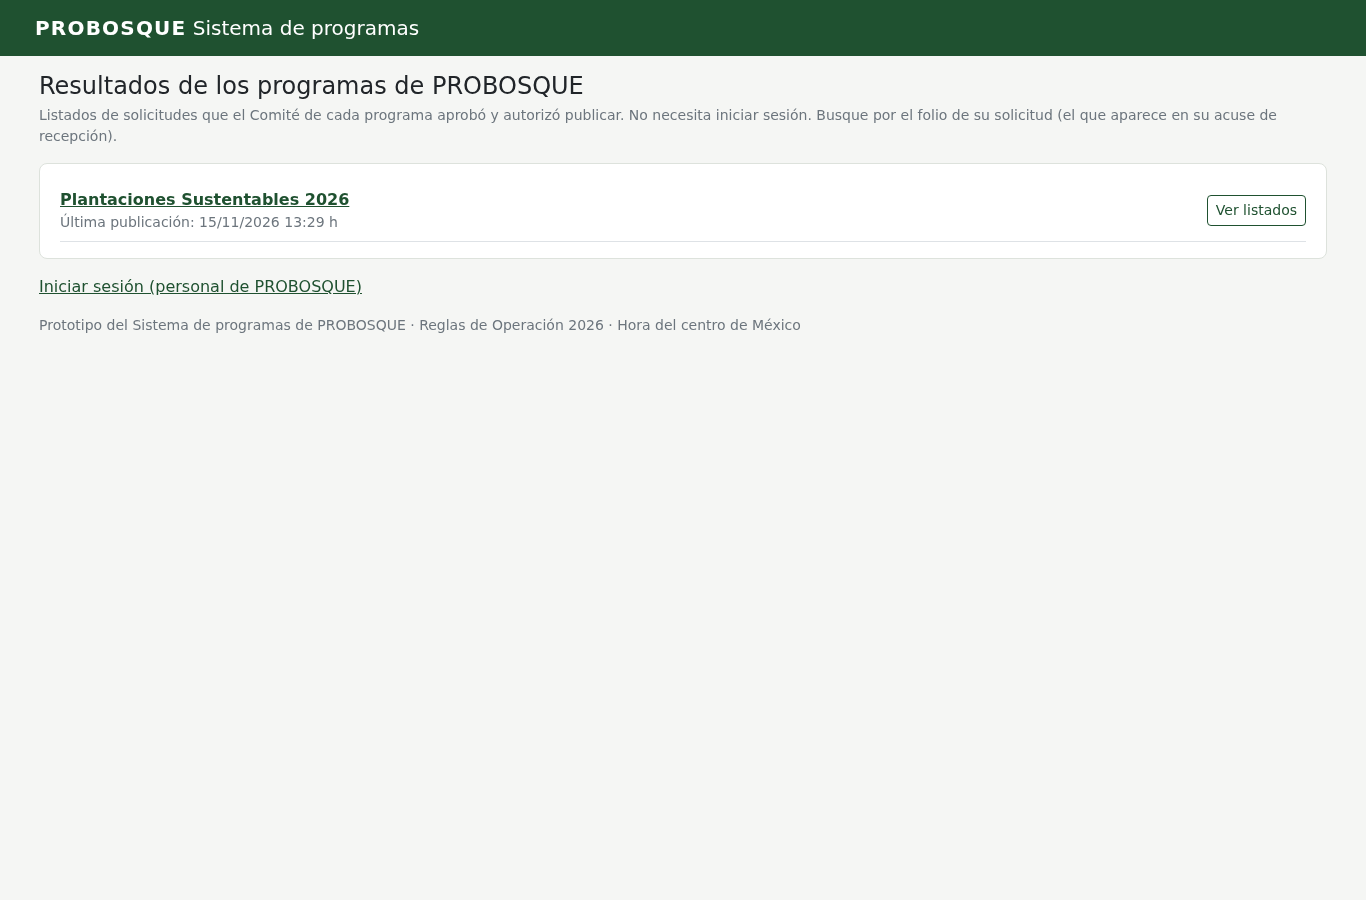 PROBOSQUE Sistema de programas
Resultados de los programas de PROBOSQUE
Listados de solicitudes que el Comité de cada programa aprobó y autorizó publicar. No necesita iniciar sesión. Busque por el folio de su solicitud (el que aparece en su acuse de
recepción).
Plantaciones Sustentables 2026
Última publicación: 15/11/2026 13:29 h
Ver listados
Iniciar sesión (personal de PROBOSQUE)
Prototipo del Sistema de programas de PROBOSQUE · Reglas de Operación 2026 · Hora del centro de México